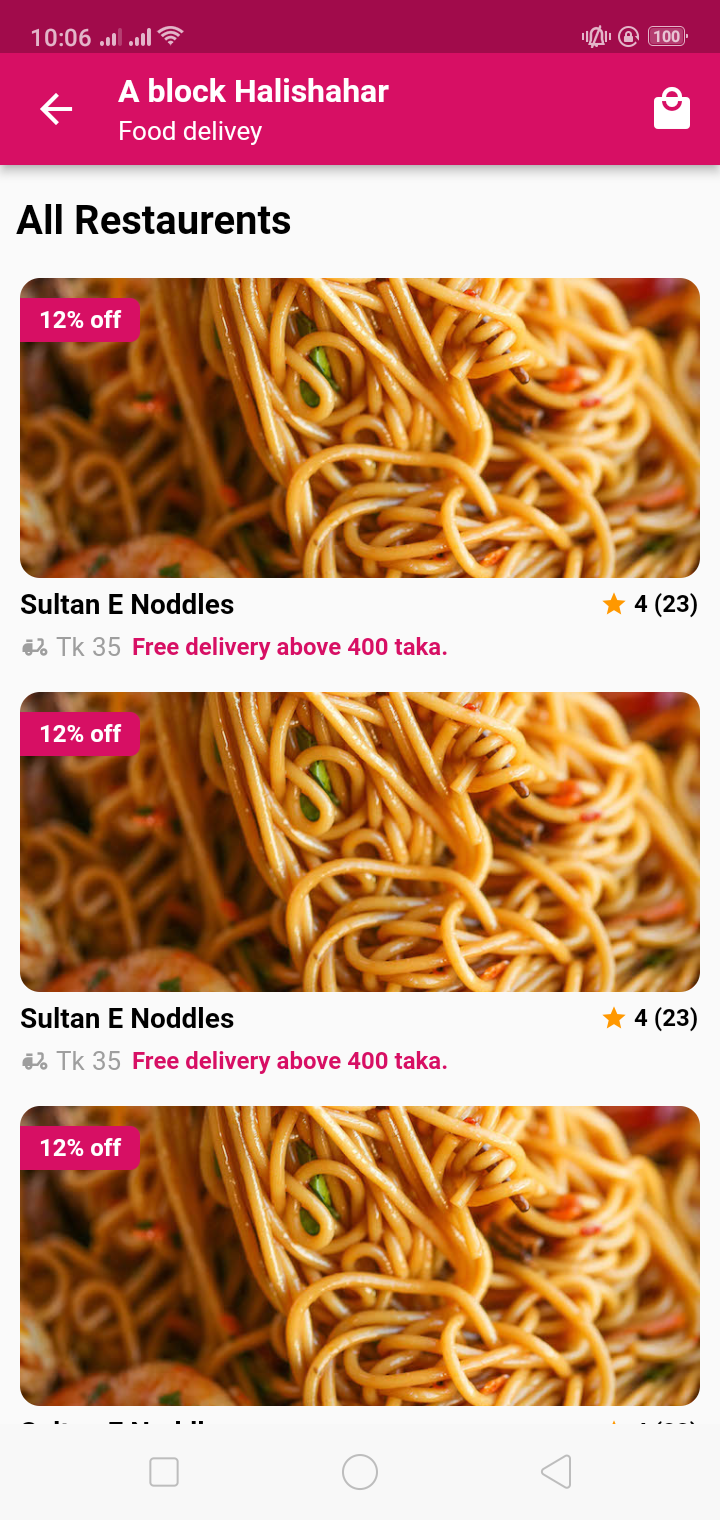 10:06
100
A block Halishahar
Food delivey
All Restaurents
12% off
Sultan E Noddles
4 (23)
Tk 35 Free delivery above 400 taka.
12% off
Sultan E Noddles
4 (23)
Tk 35 Free delivery above 400 taka.
12% off